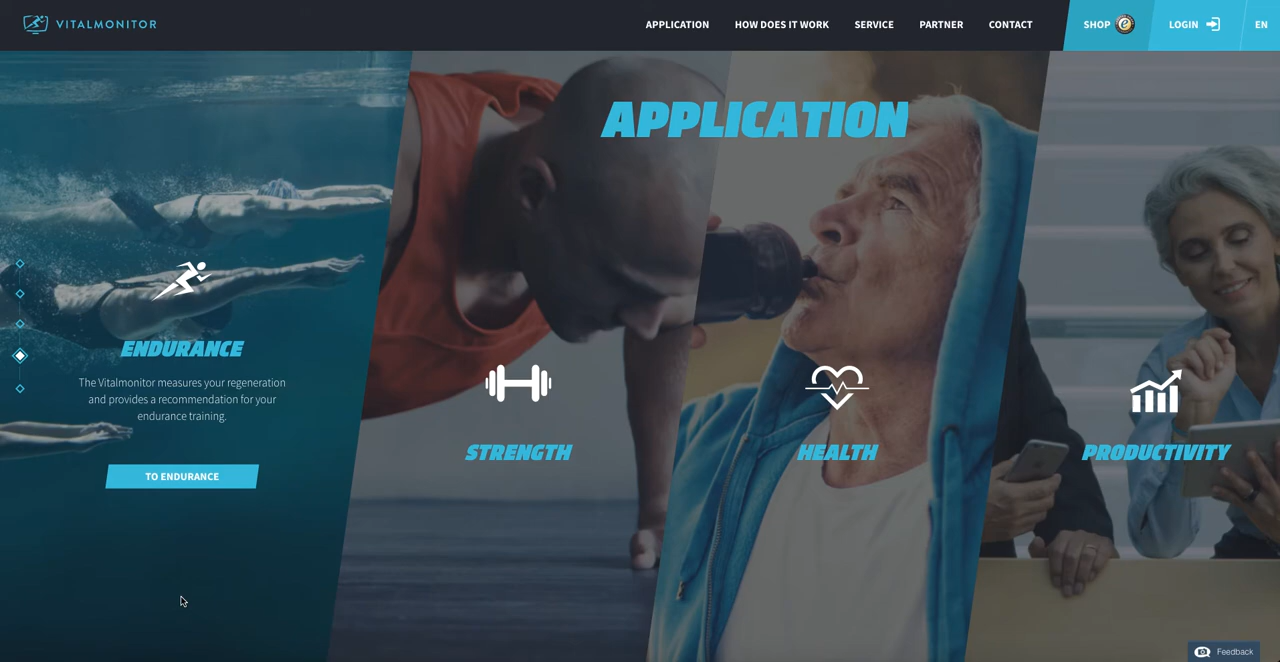 VITALMONITOR
APPLICATION HOW DOES IT WORK SERVICE PARTNER CONTACT SHOP LOGIN EN
APPLICATION
ENDURANCE
The Vitalmonitor measures your regeneration
and provides a recommendation for your
endurance training.
TO ENDURANCE
STRENGTH
HEALTH
PRODUCTIVITY
Feedback